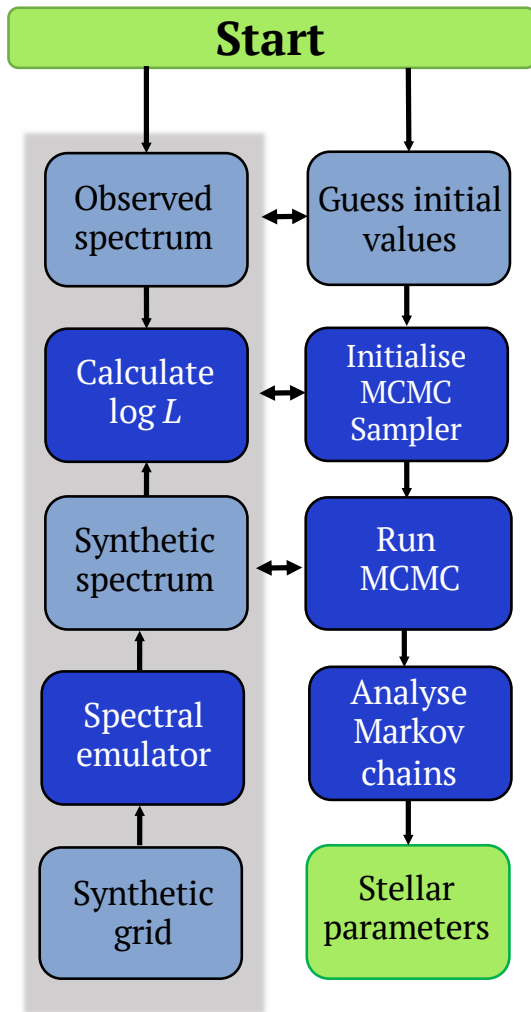 Start
Observed
spectrum
Guess initial
values
Calculate
log L
Initialise
MCMC
Sampler
Synthetic
spectrum
Run
MCMC
Spectral
emulator
Analyse
Markov
chains
Synthetic
grid
Stellar
parameters